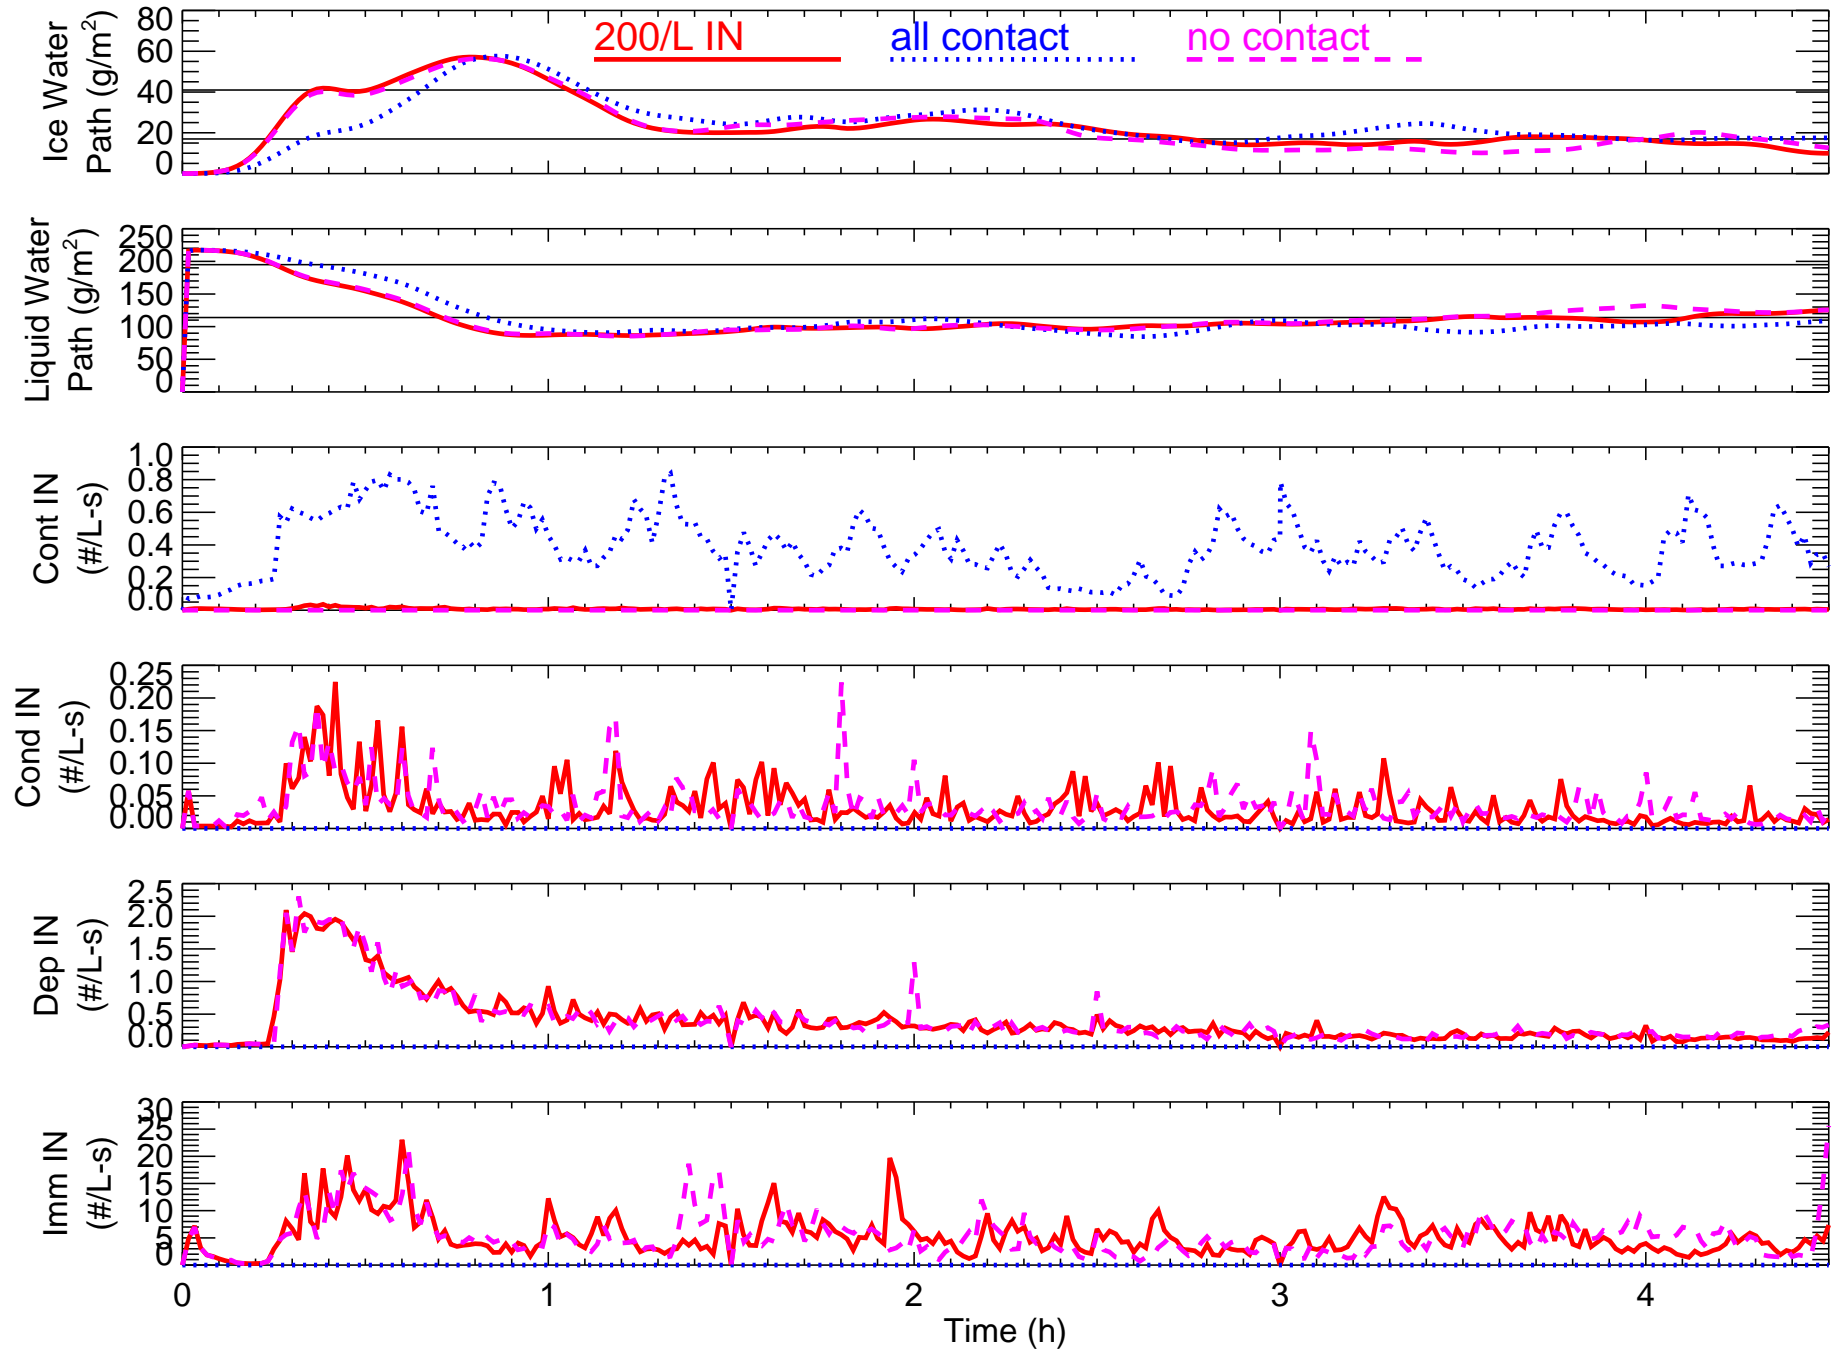 200/L IN all contact no contact
Ice Water
Path (g/m²)
80
60
40
20
0
Liquid Water
Path (g/m²)
250
200
150
100
50
0
Cont IN
(#/L-s)
1.0
0.8
0.6
0.4
0.2
0.0
Cond IN
(#/L-s)
0.25
0.20
0.15
0.10
0.05
0.00
Dep IN
(#/L-s)
2.5
2.0
1.5
1.0
0.5
0.0
Imm IN
(#/L-s)
30
25
20
15
10
5
0
0 1 2 3 4
Time (h)